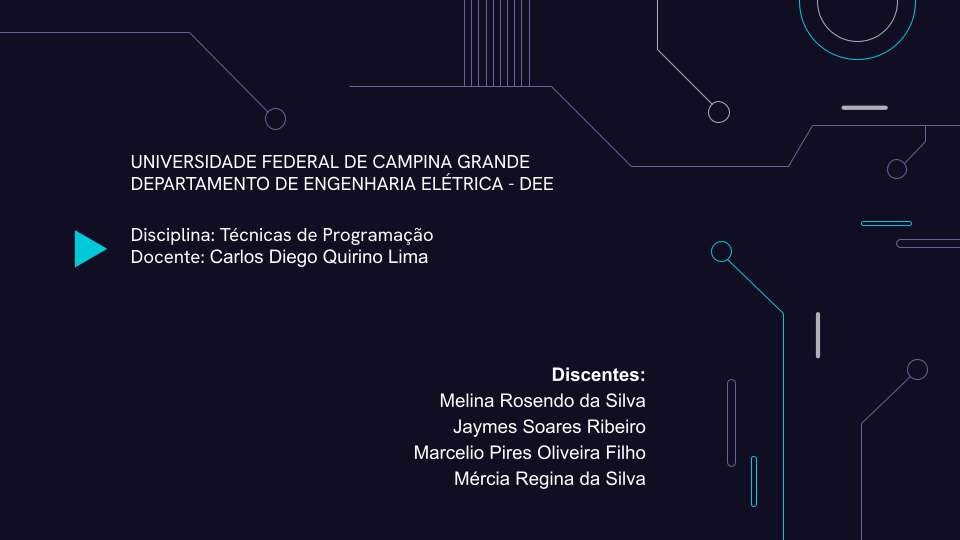 UNIVERSIDADE FEDERAL DE CAMPINA GRANDE
DEPARTAMENTO DE ENGENHARIA ELÉTRICA - DEE
Disciplina: Técnicas de Programação
Docente: Carlos Diego Quirino Lima
Discentes:
Melina Rosendo da Silva
Jaymes Soares Ribeiro
Marcelio Pires Oliveira Filho
Mércia Regina da Silva